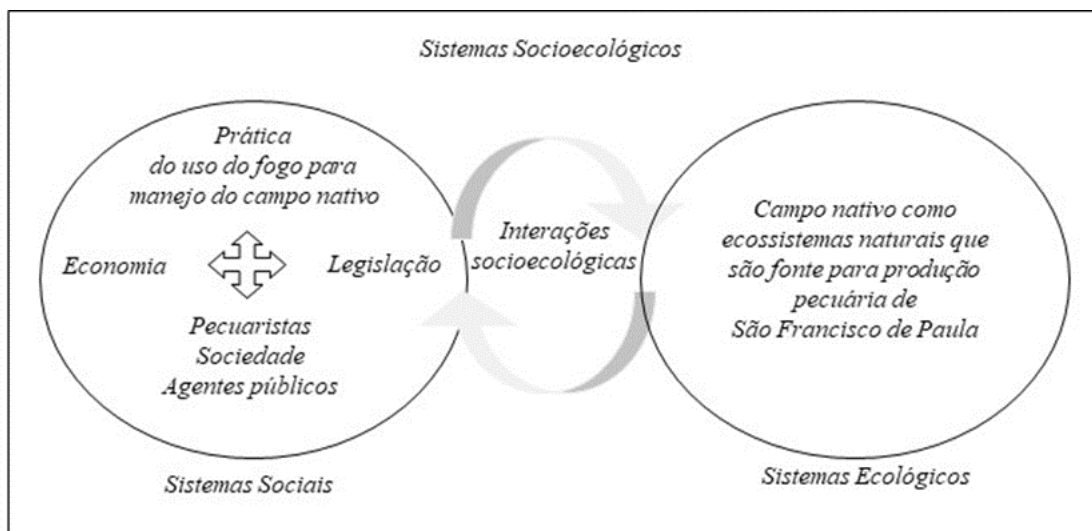 Sistemas Socioecológicos
Prática
do uso do fogo para
manejo do campo nativo
Economia
Legislação
Pecuaristas
Sociedade
Agentes públicos
Sistemas Sociais
Interações
socioecológicas
Campo nativo como
ecossistemas naturais que
são fonte para produção
pecuária de
São Francisco de Paula
Sistemas Ecológicos